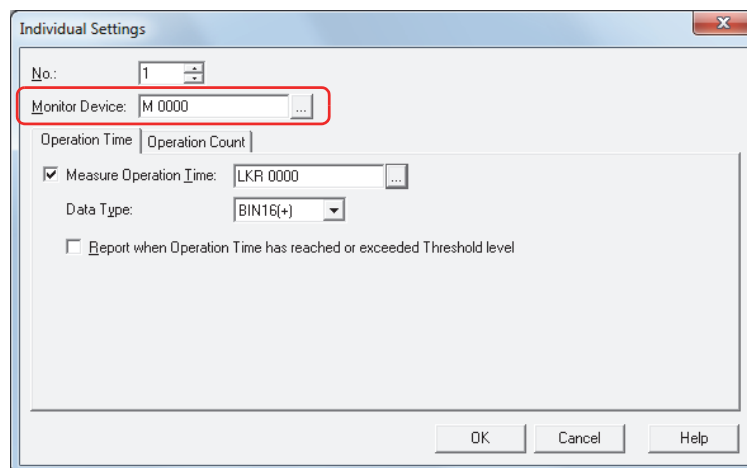 Individual Settings
No.: 1
Monitor Device: M 0000 ...
Operation Time Operation Count
Measure Operation Time: LKR 0000 ...
Data Type: BIN16(+)
Report when Operation Time has reached or exceeded Threshold level
OK Cancel Help